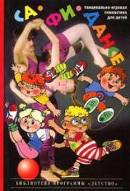 СА-ФИ-ДАНСЕ
танцевально-игровая
гимнастика
для детей
БИБЛИОТЕКА ПРОГРАММЫ «ДЕТСТВО»